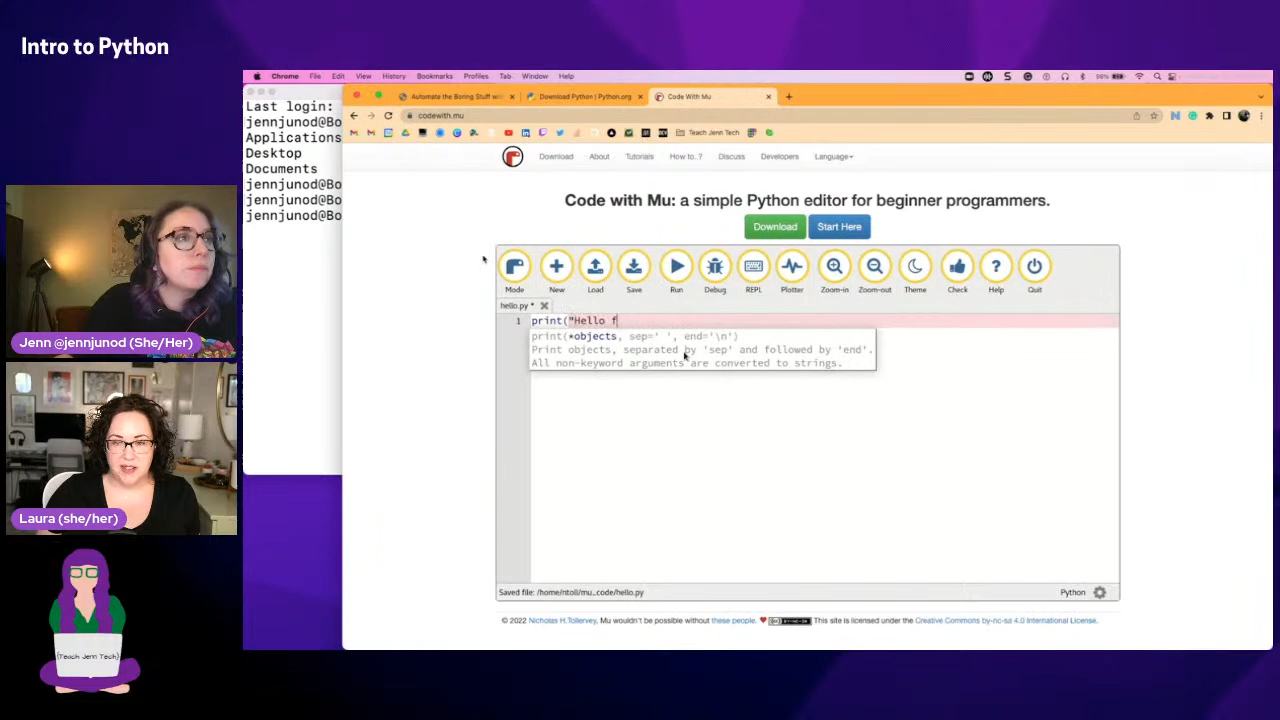 Intro to Python
Chrome File Edit View History Bookmarks Profiles Tab Window Help
98%
Last login:
jennjunod@Bo
Applications
Desktop
Documents
jennjunod@Bo
jennjunod@Bo
jennjunod@Bo
Automate the Boring Stuff with
Download Python | Python.org
Code With Mu
codewith.mu
Teach Jenn Tech
Download About Tutorials How to..? Discuss Developers Language
Code with Mu: a simple Python editor for beginner programmers.
Download Start Here
Mode New Load Save Run Debug REPL Plotter Zoom-in Zoom-out Theme Check Help Quit
hello.py *
1 print("Hello f
print(*objects, sep=' ', end='\n')
Print objects, separated by 'sep' and followed by 'end'.
All non-keyword arguments are converted to strings.
Saved file: /home/ntoll/mu_code/hello.py Python
© 2022 Nicholas H.Tollervey. Mu wouldn't be possible without these people. This site is licensed under the Creative Commons by-nc-sa 4.0 International License.
Jenn @jennjunod (She/Her)
Laura (she/her)
{Teach Jenn Tech}